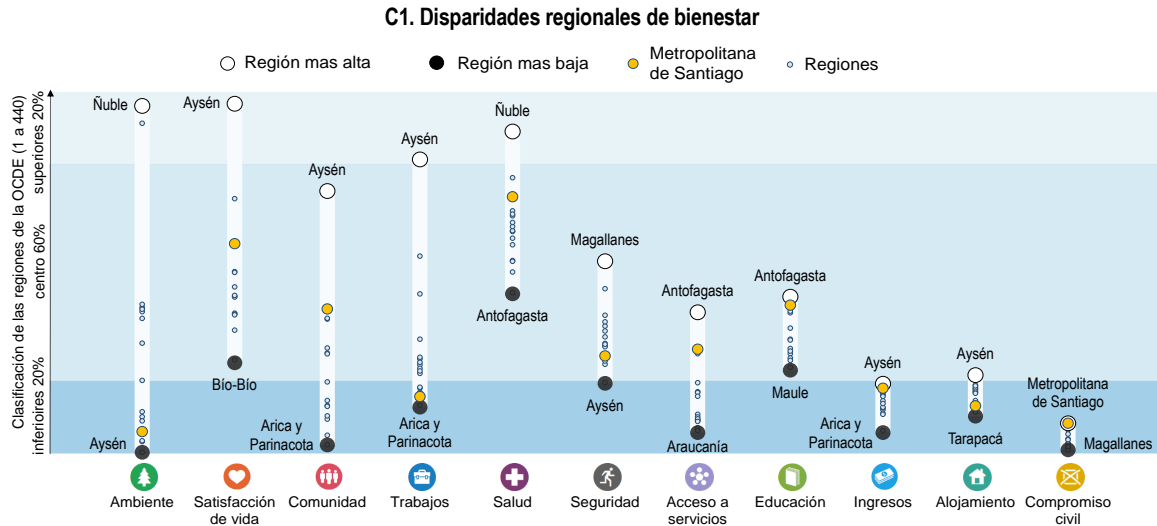 C1. Disparidades regionales de bienestar
Región mas alta
Región mas baja
Metropolitana
de Santiago
Regiones
Clasificación de las regiones de la OCDE (1 a 440)
inferioires 20%
centro 60%
superiores 20%
Ñuble
Aysén
Aysén
Bío-Bío
Aysén
Arica y
Parinacota
Aysén
Arica y
Parinacota
Ñuble
Antofagasta
Magallanes
Aysén
Antofagasta
Araucanía
Antofagasta
Maule
Aysén
Arica y
Parinacota
Aysén
Tarapacá
Metropolitana
de Santiago
Magallanes
Ambiente
Satisfacción
de vida
Comunidad
Trabajos
Salud
Seguridad
Acceso a
servicios
Educación
Ingresos
Alojamiento
Compromiso
civil